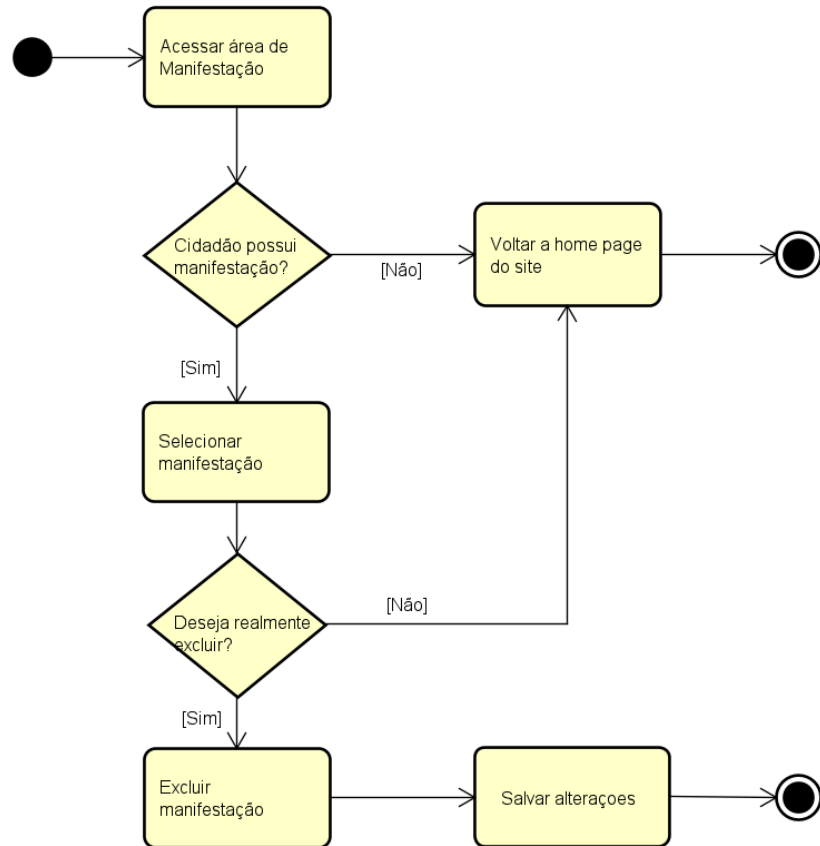 Acessar área de
Manifestação
Cidadão possui
manifestação?
[Não]
Voltar a home page
do site
[Sim]
Selecionar
manifestação
Deseja realmente
excluir?
[Não]
[Sim]
Excluir
manifestação
Salvar alteraçoes